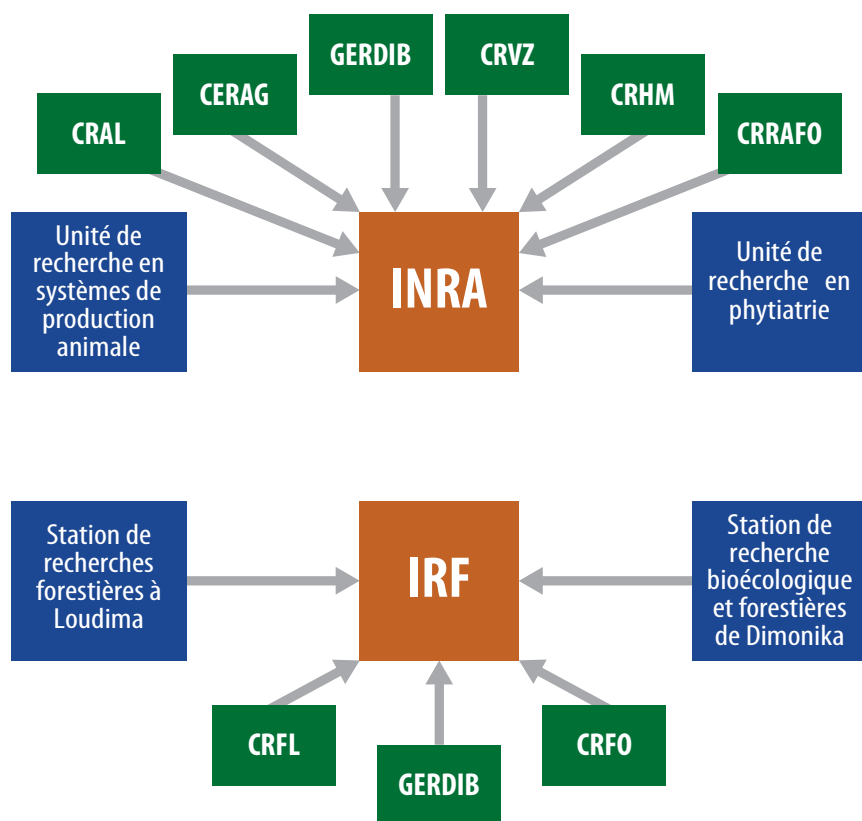 GERDIB
CRVZ
CERAG
CRHM
CRAL
CRRAFO
Unité de
recherche en
systèmes de
production
animale
INRA
Unité de
recherche en
phytiatrie
Station de
recherches
forestières à
Loudima
IRF
Station de
recherche
bioécologique
et forestières
de Dimonika
CRFL
GERDIB
CRFO